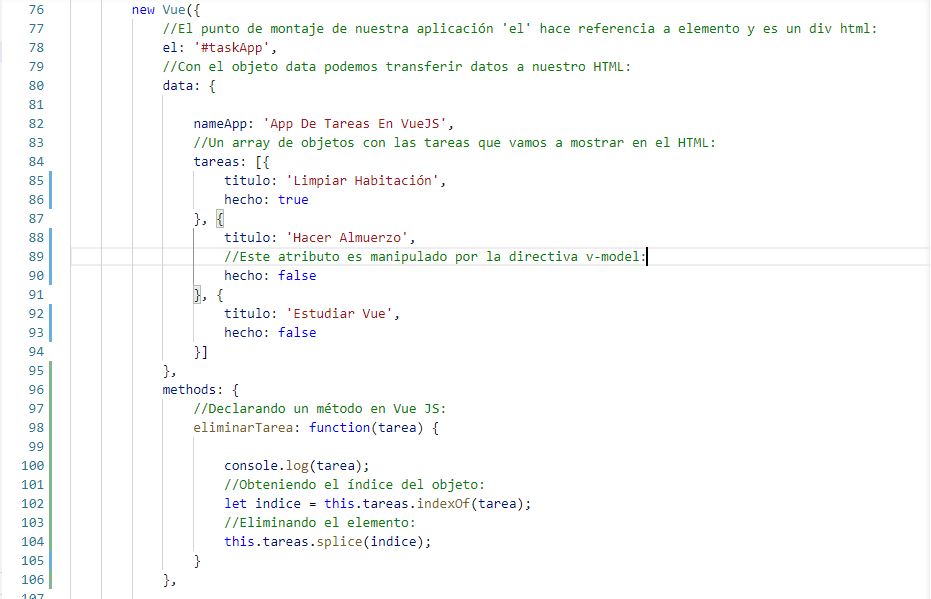 76 new Vue({
77 //El punto de montaje de nuestra aplicación 'el' hace referencia a elemento y es un div html:
78 el: '#taskApp',
79 //Con el objeto data podemos transferir datos a nuestro HTML:
80 data: {
81
82 nameApp: 'App De Tareas En VueJS',
83 //Un array de objetos con las tareas que vamos a mostrar en el HTML:
84 tareas: [{
85 titulo: 'Limpiar Habitación',
86 hecho: true
87 }, {
88 titulo: 'Hacer Almuerzo',
89 //Este atributo es manipulado por la directiva v-model:
90 hecho: false
91 }, {
92 titulo: 'Estudiar Vue',
93 hecho: false
94 }]
95 },
96 methods: {
97 //Declarando un método en Vue JS:
98 eliminarTarea: function(tarea) {
99
100 console.log(tarea);
101 //Obteniendo el índice del objeto:
102 let indice = this.tareas.indexOf(tarea);
103 //Eliminando el elemento:
104 this.tareas.splice(indice);
105 }
106 },
107